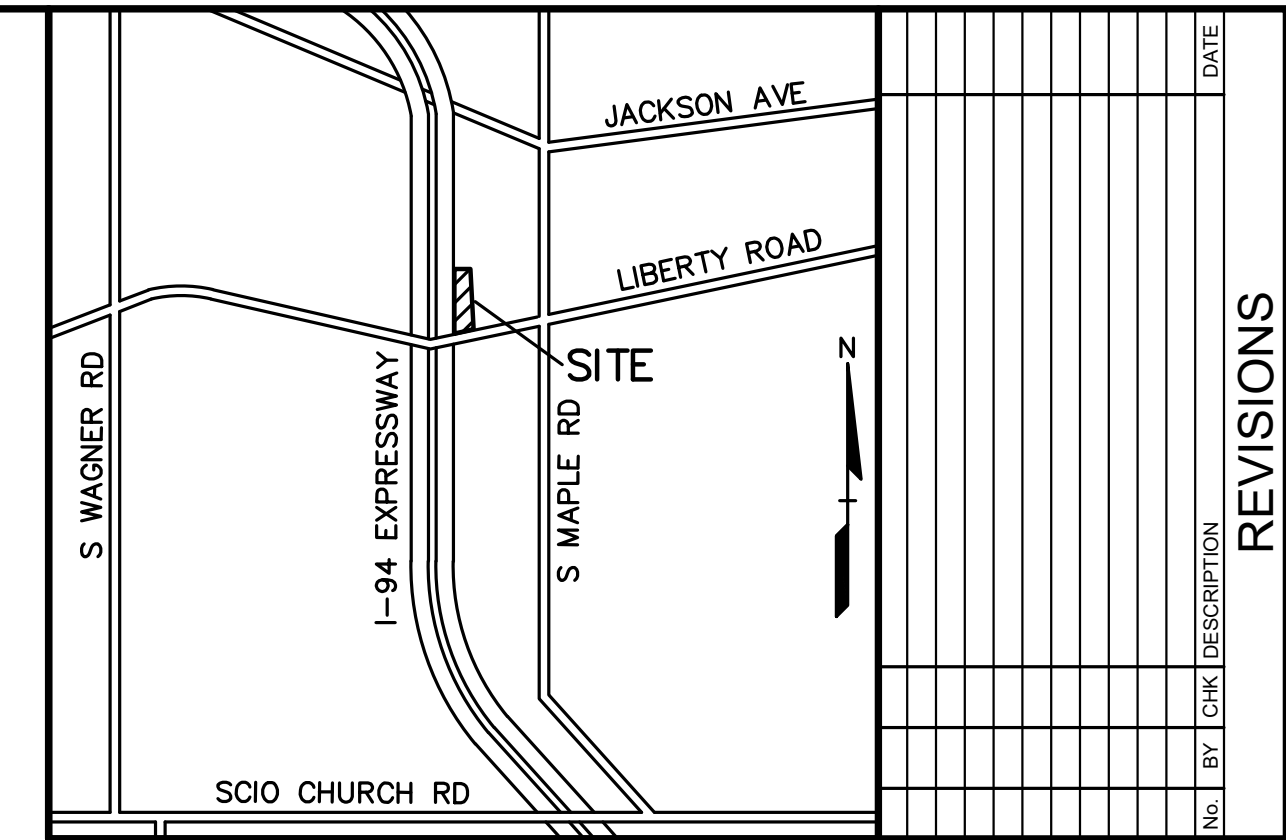 JACKSON AVE
LIBERTY ROAD
N
SITE
S WAGNER RD
I-94 EXPRESSWAY
S MAPLE RD
SCIO CHURCH RD
No. BY CHK DESCRIPTION DATE
REVISIONS